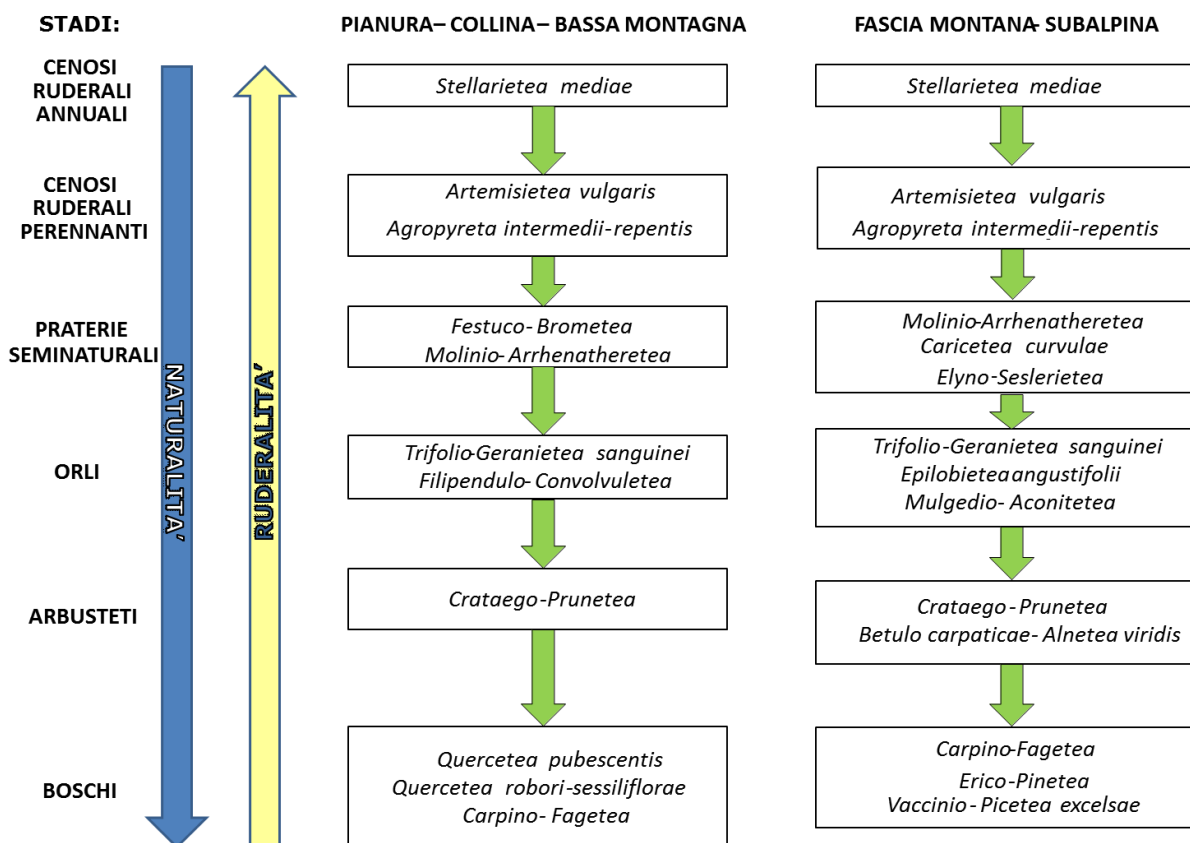 STADI:
PIANURA– COLLINA – BASSA MONTAGNA
FASCIA MONTANA- SUBALPINA
CENOSI
RUDERALI
ANNUALI
Stellarietea mediae
Stellarietea mediae
CENOSI
RUDERALI
PERENNANTI
Artemisietea vulgaris
Agropyreta intermedii-repentis
Artemisietea vulgaris
Agropyreta intermedii-repentis
PRATERIE
SEMINATURALI
Festuco- Brometea
Molinio- Arrhenatheretea
Molinio-Arrhenatheretea
Caricetea curvulae
Elyno-Seslerietea
NATURALITA’
RUDERALITA’
ORLI
Trifolio-Geranietea sanguinei
Filipendulo- Convolvuletea
Trifolio-Geranietea sanguinei
Epilobieteaangustifolii
Mulgedio- Aconitetea
ARBUSTETI
Crataego-Prunetea
Crataego-Prunetea
Betulo carpaticae- Alnetea viridis
BOSCHI
Quercetea pubescentis
Quercetea robori-sessiliflorae
Carpino- Fagetea
Carpino-Fagetea
Erico-Pinetea
Vaccinio - Picetea excelsae